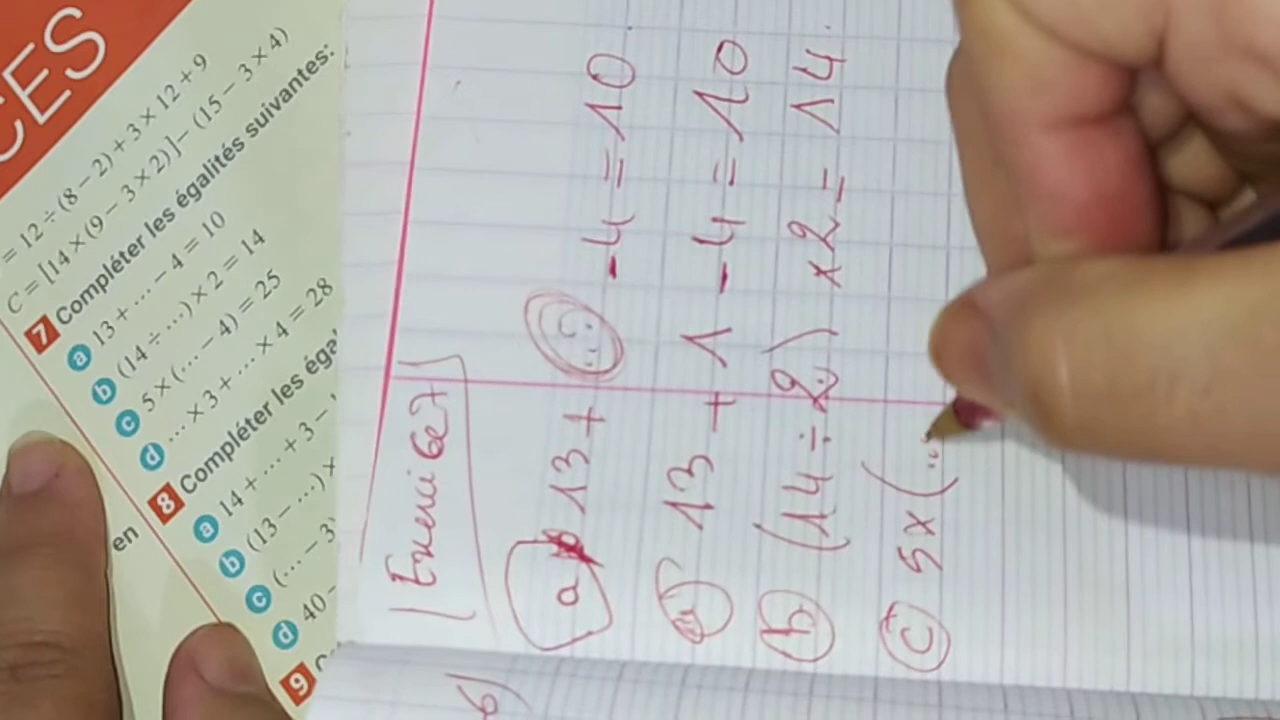 CES
= 12 ÷ (8 − 2) + 3 × 12 + 9
C = [14 × (9 − 3 × 2)] − (15 − 3 × 4)
7 Compléter les égalités suivantes:
a 13 + ... − 4 = 10
b (14 ÷ ...) × 2 = 14
c 5 × (... − 4) = 25
d ... × 3 + ... × 4 = 28
8 Compléter les éga
a 14 + ... + 3 −
b (13 − ...) ×
c (... − 3)
d 40 −
en
9
Exercice 7
a 13 + ... - 4 = 10
a 13 + 1 - 4 = 10
b (14 ÷ 2) x 2 = 14
c 5 x (...
6)